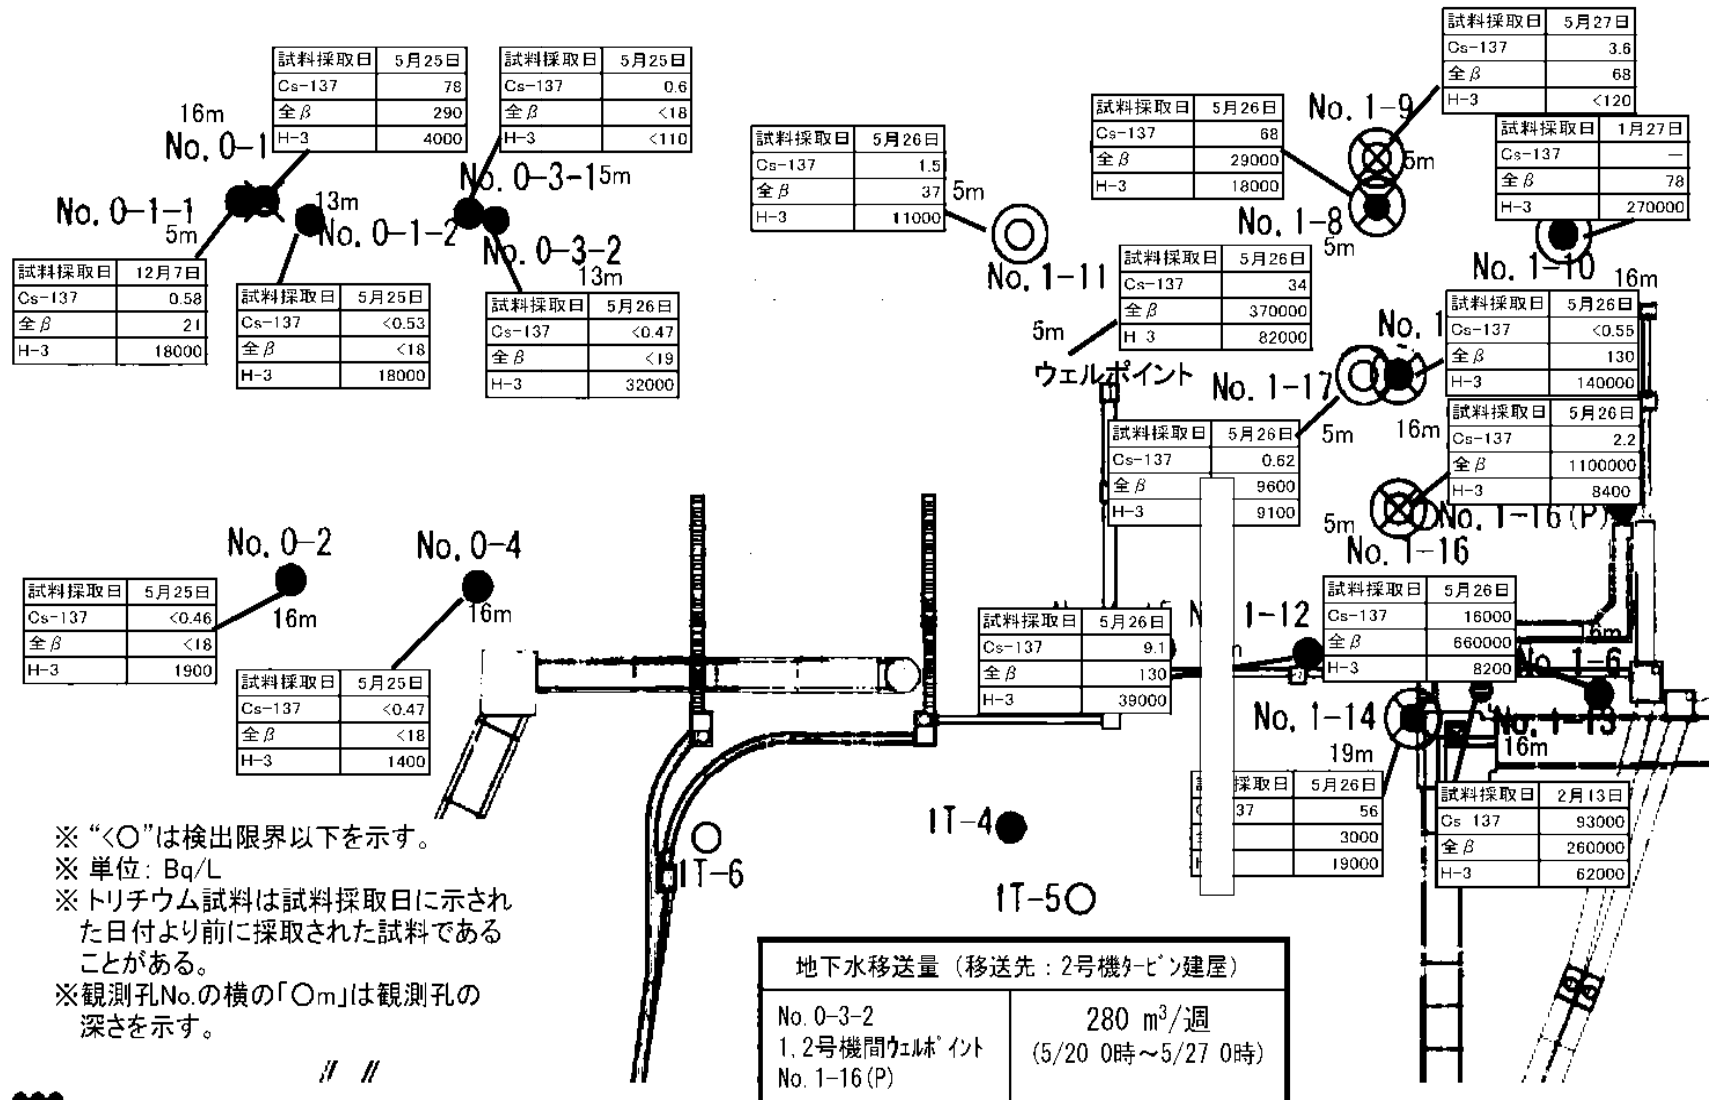 試料採取日 5月25日
Cs-137 78
全β 290
H-3 4000
16m
No. 0-1
試料採取日 5月25日
Cs-137 0.6
全β <18
H-3 <110
No. 0-3-1 5m
No. 0-1-1
5m
13m
No. 0-1-2
No. 0-3-2
13m
試料採取日 12月7日
Cs-137 0.58
全β 21
H-3 18000
試料採取日 5月25日
Cs-137 <0.53
全β <18
H-3 18000
試料採取日 5月26日
Cs-137 <0.47
全β <19
H-3 32000
試料採取日 5月26日
Cs-137 1.5
全β 37
H-3 11000
5m
No. 1-11
試料採取日 5月26日
Cs-137 68
全β 29000
H-3 18000
No. 1-9
5m
試料採取日 5月27日
Cs-137 3.6
全β 68
H-3 <120
試料採取日 1月27日
Cs-137 —
全β 78
H-3 270000
No. 1-8
5m
No. 1-10
16m
試料採取日 5月26日
Cs-137 34
全β 370000
H 3 82000
5m
ウェルポイント
No. 1
試料採取日 5月26日
Cs-137 <0.55
全β 130
H-3 140000
No. 1-17
5m
16m
試料採取日 5月26日
Cs-137 0.62
全β 9600
H-3 9100
試料採取日 5月26日
Cs-137 2.2
全β 1100000
H-3 8400
5m
No. 1-16(P)
No. 1-16
No. 0-2
16m
No. 0-4
16m
試料採取日 5月25日
Cs-137 <0.46
全β <18
H-3 1900
試料採取日 5月25日
Cs-137 <0.47
全β <18
H-3 1400
試料採取日 5月26日
Cs-137 9.1
全β 130
H-3 39000
1-12
試料採取日 5月26日
Cs-137 16000
全β 660000
H-3 8200
1-6
No. 1-14
19m
No. 1-13
16m
採取日 5月26日
37 56
3000
19000
試料採取日 2月13日
Cs 137 93000
全β 260000
H-3 62000
1T-4
1T-6
1T-5
※ “<○”は検出限界以下を示す。
※ 単位: Bq/L
※ トリチウム試料は試料採取日に示され
た日付より前に採取された試料である
ことがある。
※観測孔No.の横の「○m」は観測孔の
深さを示す。
地下水移送量 (移送先:2号機タービン建屋)
No. 0-3-2
1, 2号機間ウェルポイント
No. 1-16(P)
280 m³/週
(5/20 0時~5/27 0時)